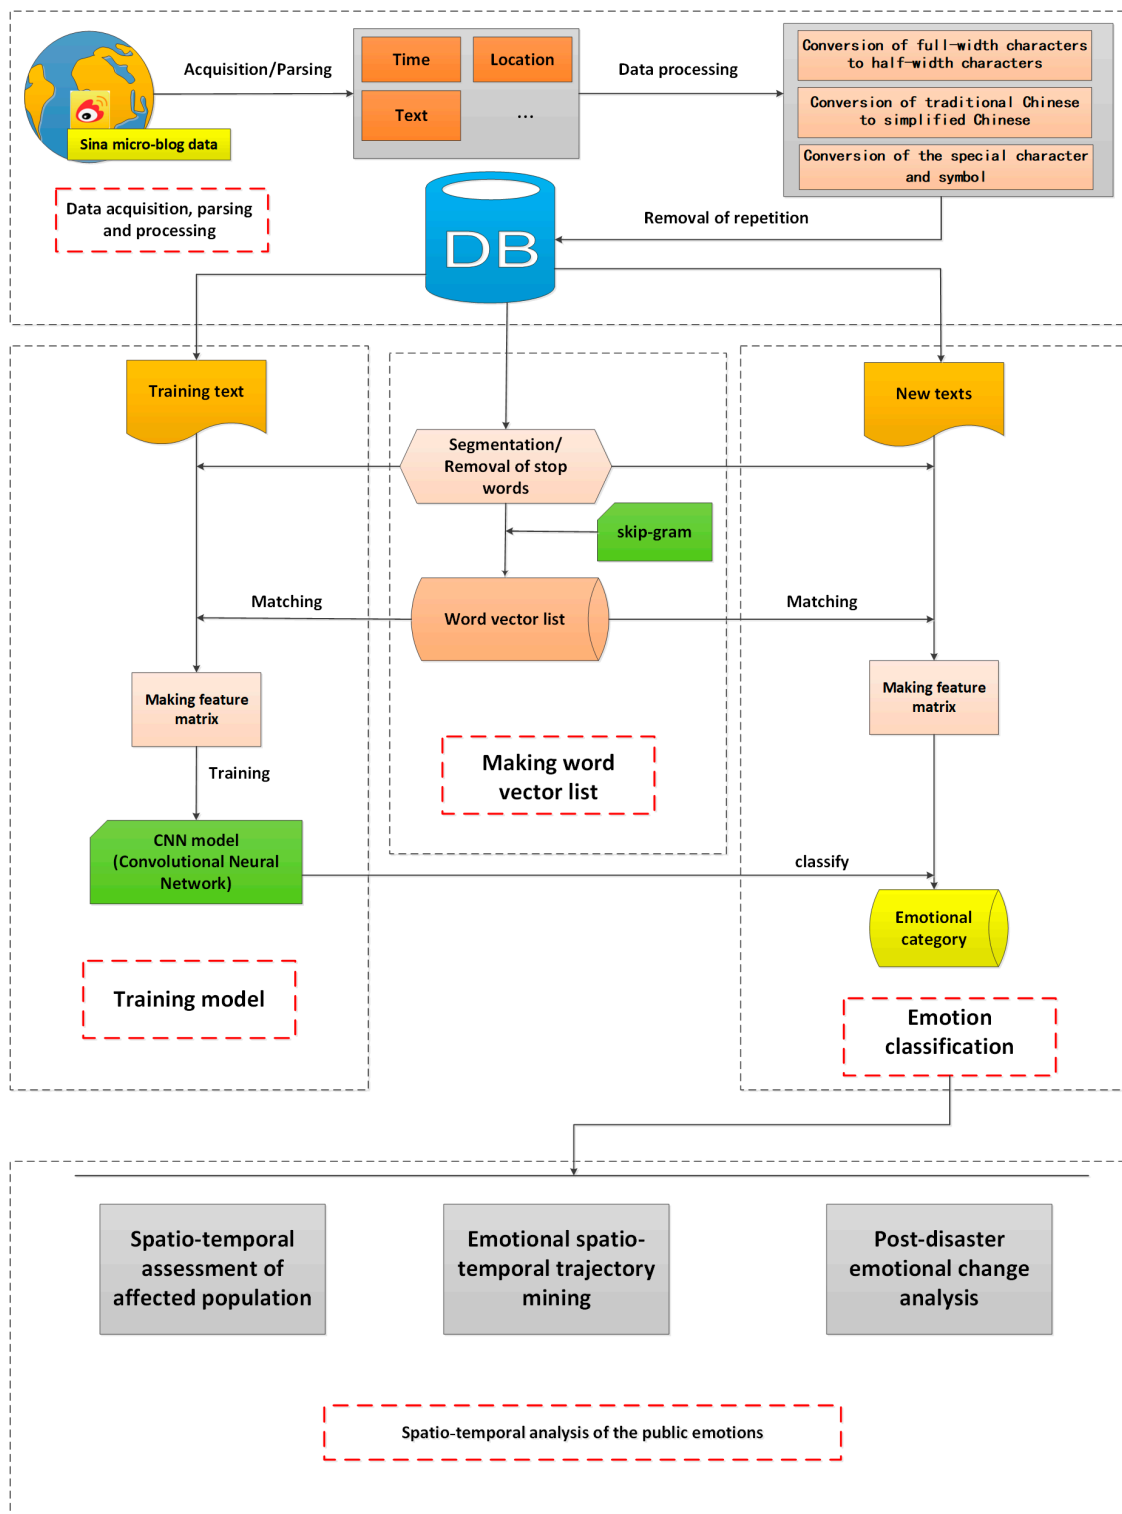 Acquisition/Parsing
Time
Location
Text
...
Data processing
Conversion of full-width characters
to half-width characters
Conversion of traditional Chinese
to simplified Chinese
Conversion of the special character
and symbol
Sina micro-blog data
Data acquisition, parsing
and processing
Removal of repetition
DB
Training text
New texts
Segmentation/
Removal of stop
words
skip-gram
Matching
Word vector list
Matching
Making feature
matrix
Making feature
matrix
Training
Making word
vector list
CNN model
(Convolutional Neural
Network)
classify
Emotional
category
Training model
Emotion
classification
Spatio-temporal
assessment of
affected population
Emotional spatio-
temporal trajectory
mining
Post-disaster
emotional change
analysis
Spatio-temporal analysis of the public emotions